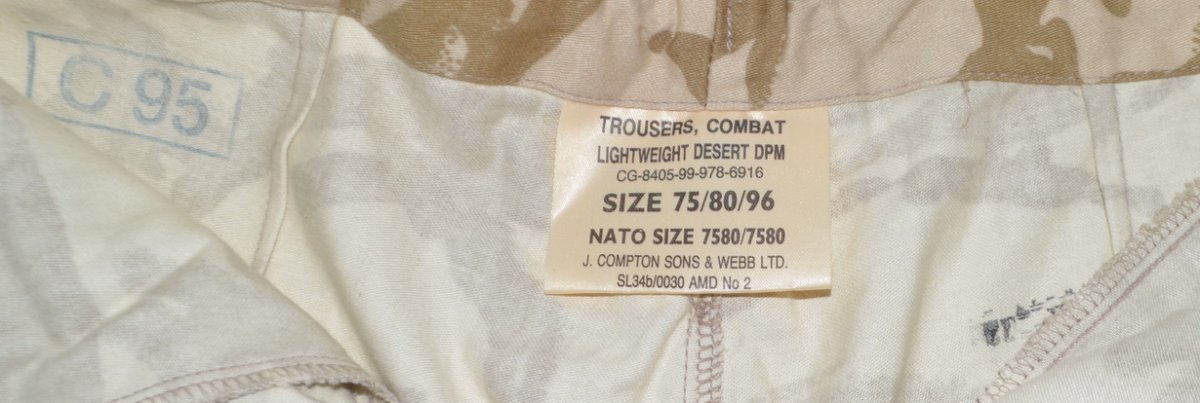 C 95
TROUSERS, COMBAT
LIGHTWEIGHT DESERT DPM
CG-8405-99-978-6916
SIZE 75/80/96
NATO SIZE 7580/7580
J. COMPTON SONS & WEBB LTD.
SL34b/0030 AMD No 2